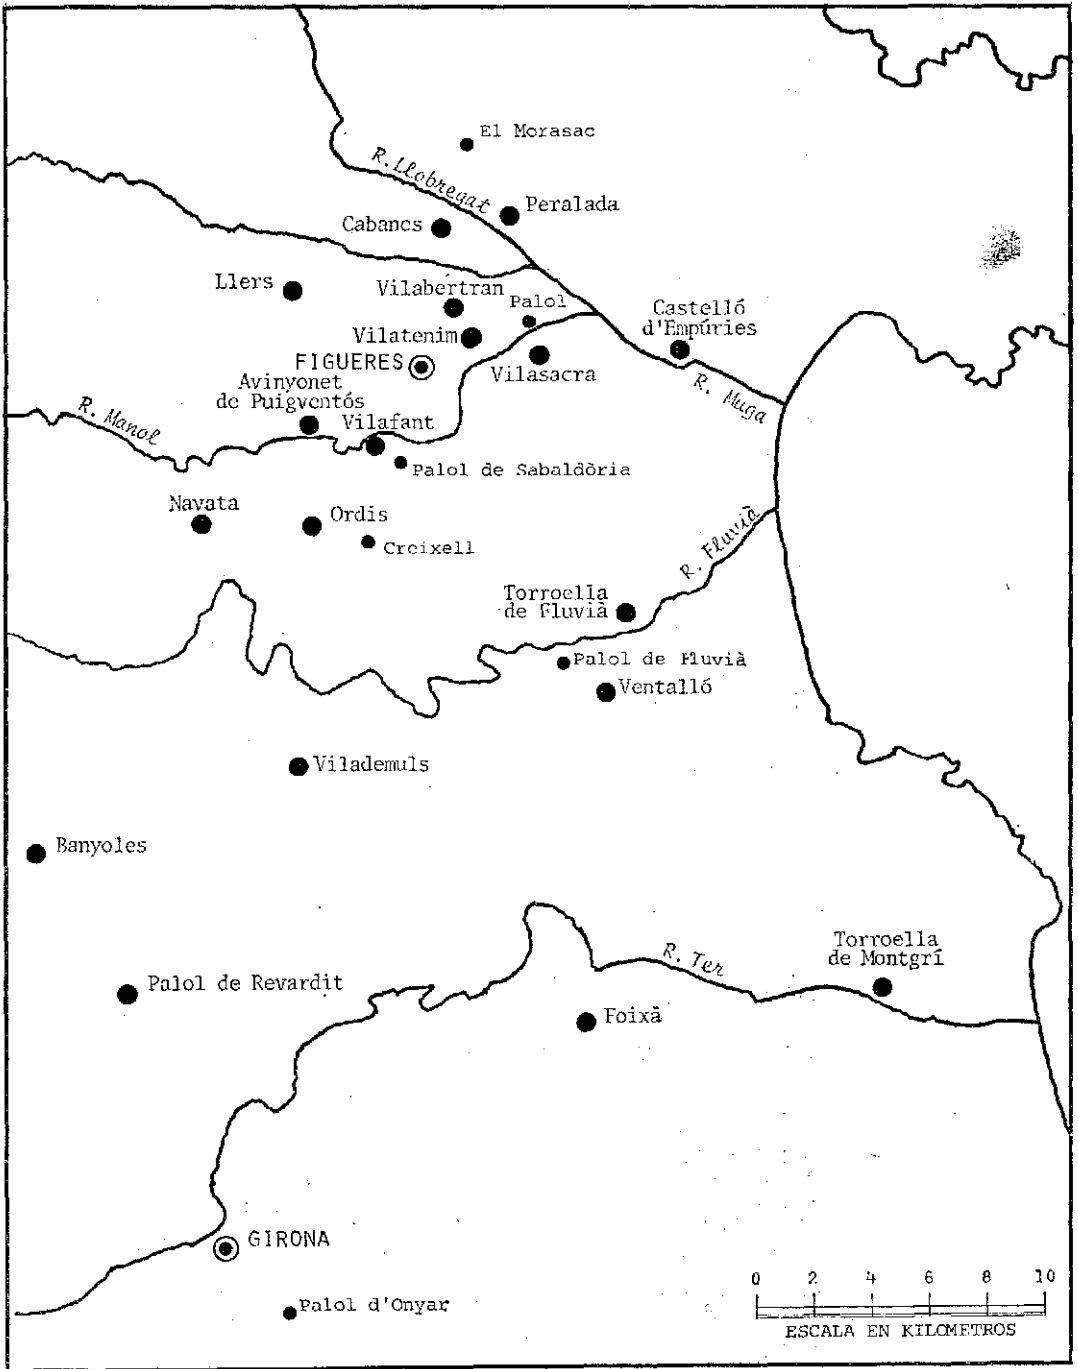 El Morasac
R. Llobregat
Peralada
Cabanes
Llers
Vilabertran
Palol
Castelló
d'Empúries
Vilatenim
FIGUERES
Vilasacra
Avinyonet
de Puigventós
R. Muga
R. Manol
Vilafant
Palol de Sabaldòria
Navata
Ordis
Creixell
R. Fluvià
Torroella
de Fluvià
Palol de Fluvià
Ventalló
Vilademuls
Banyoles
Torroella
de Montgrí
R. Ter
Palol de Revardit
Foixà
GIRONA
Palol d'Onyar
0 2 4 6 8 10
ESCALA EN KILOMETROS